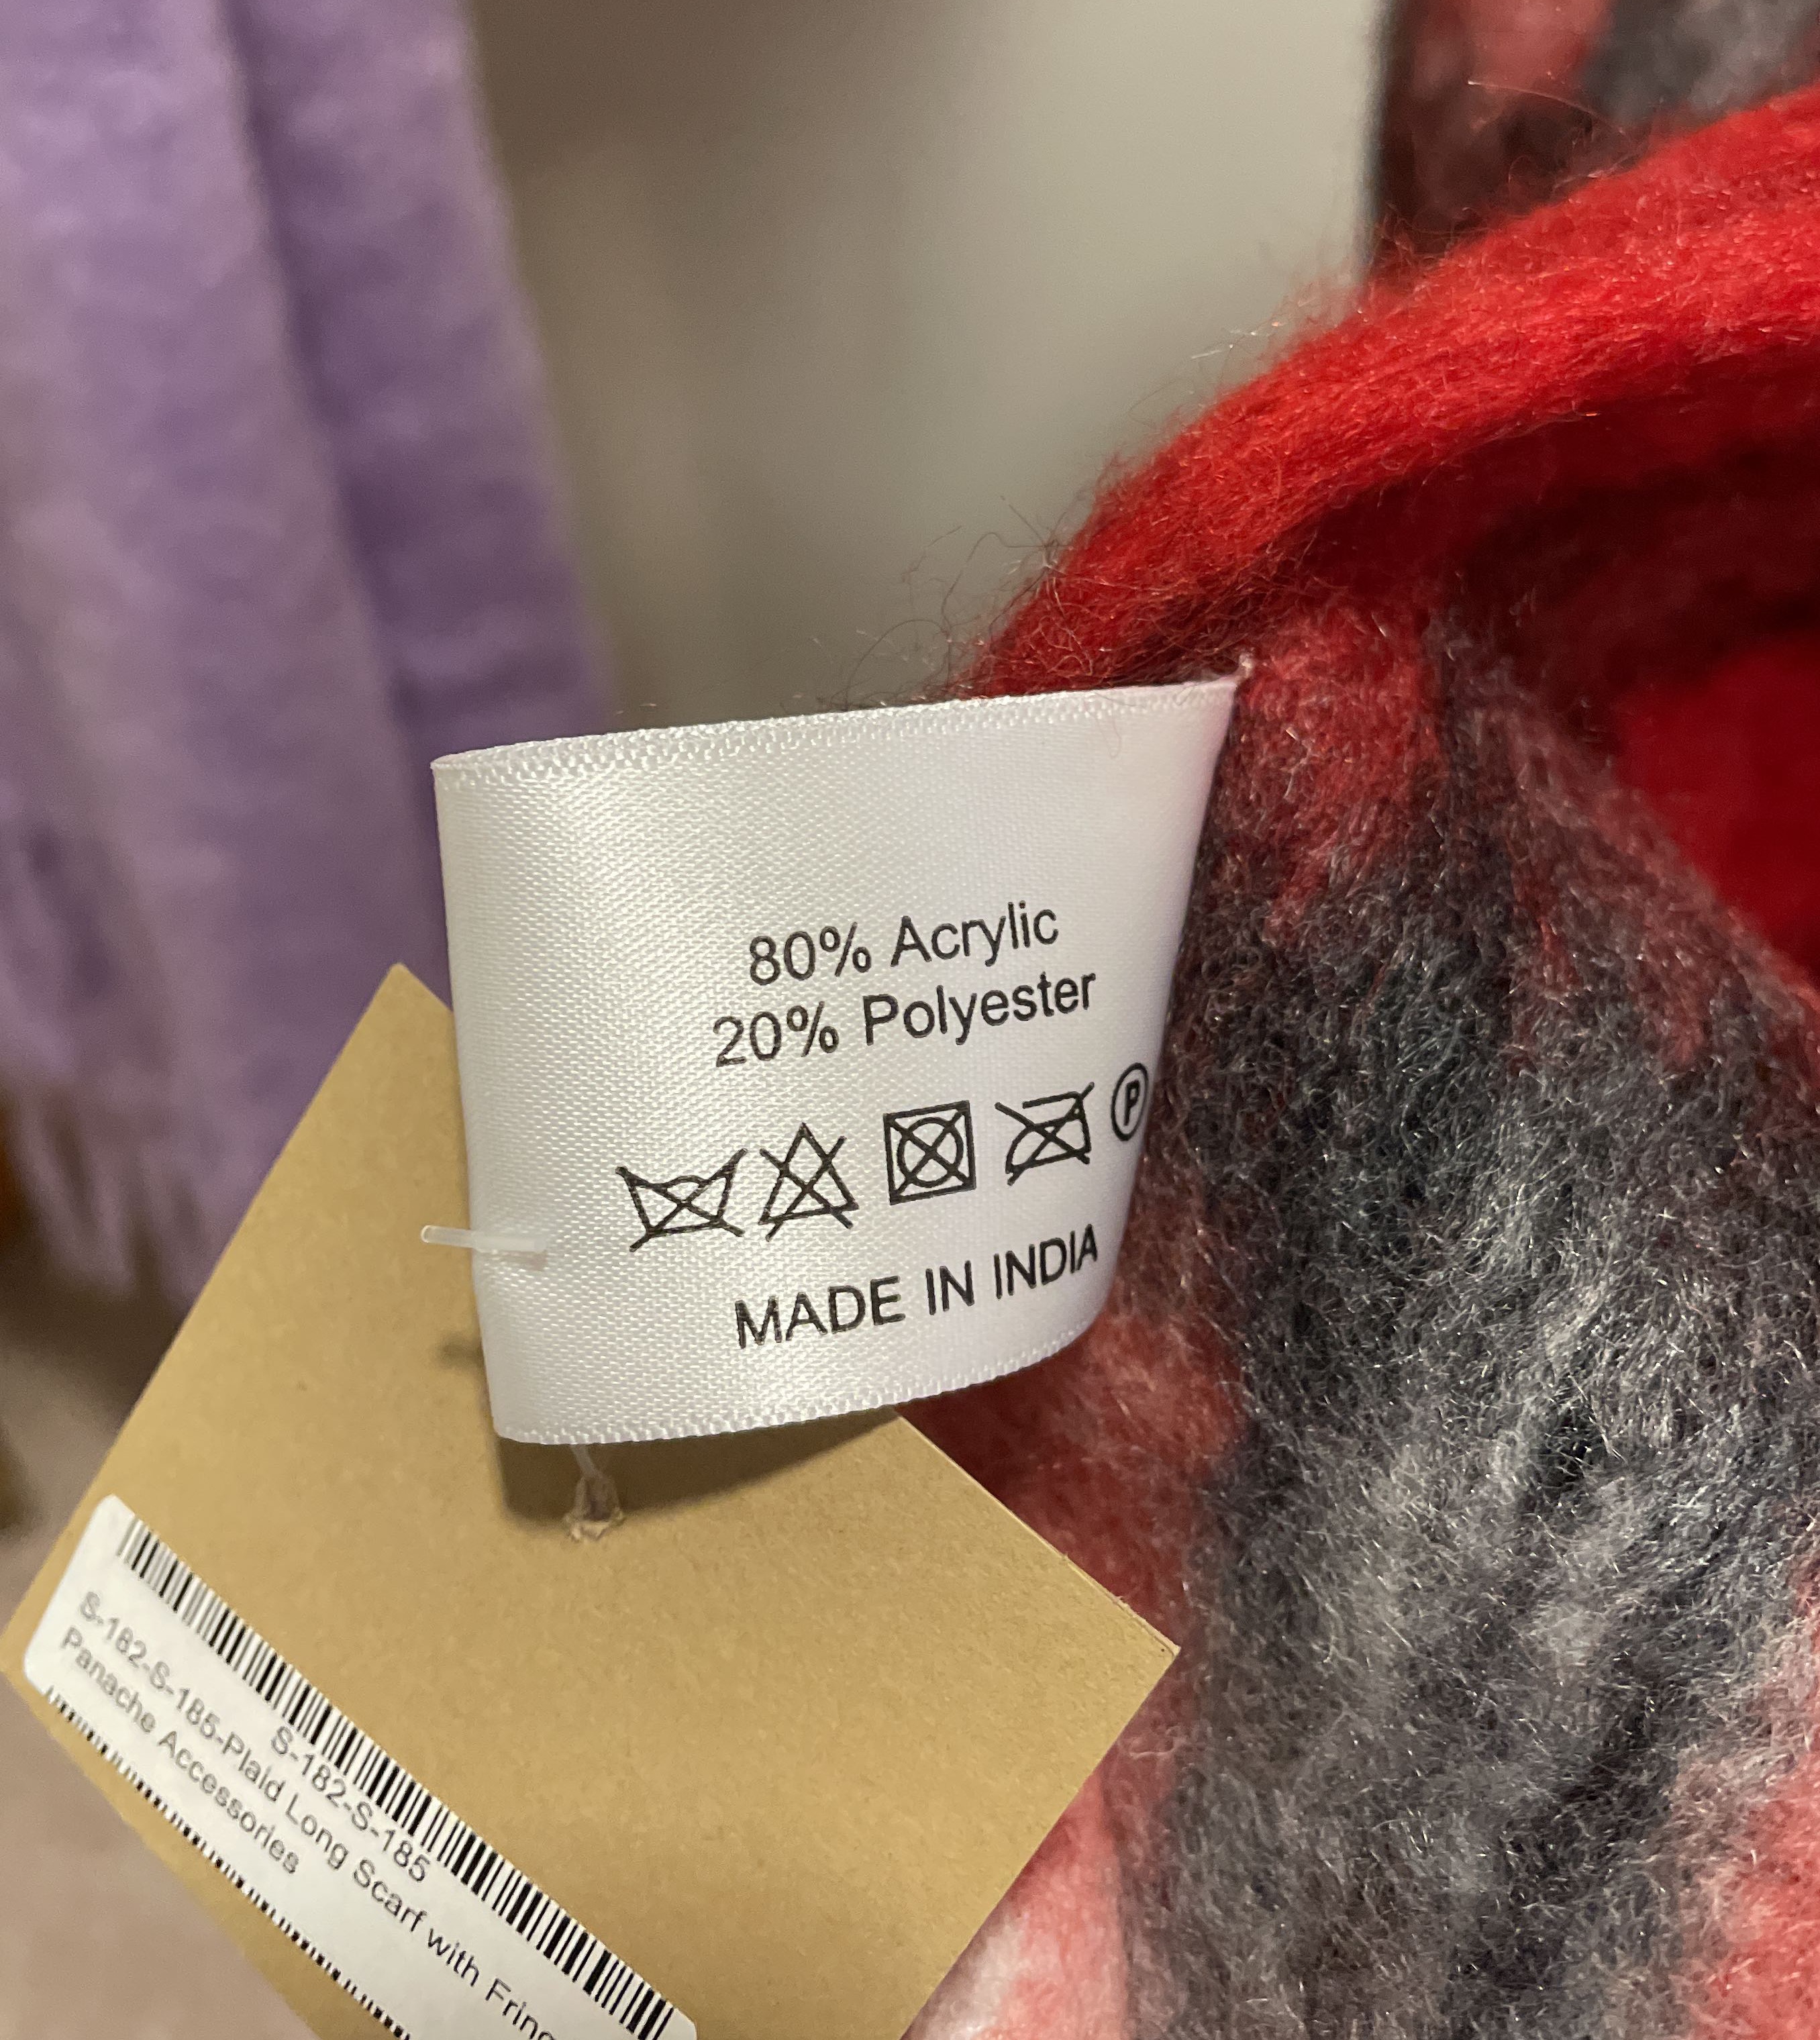 80% Acrylic
20% Polyester
P
MADE IN INDIA
S-182-S-185
S-182-S-185-Plaid Long Scarf with
Panache Accessories